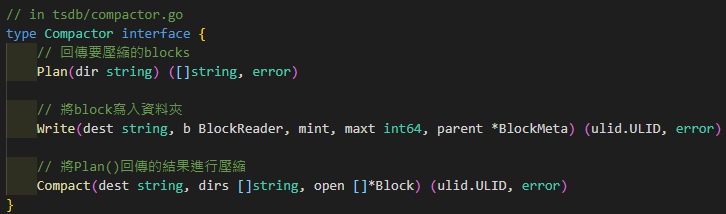 // in tsdb/compactor.go
type Compactor interface {
// 回傳要壓縮的blocks
Plan(dir string) ([]string, error)
// 將block寫入資料夾
Write(dest string, b BlockReader, mint, maxt int64, parent *BlockMeta) (ulid.ULID, error)
// 將Plan()回傳的結果進行壓縮
Compact(dest string, dirs []string, open []*Block) (ulid.ULID, error)
}